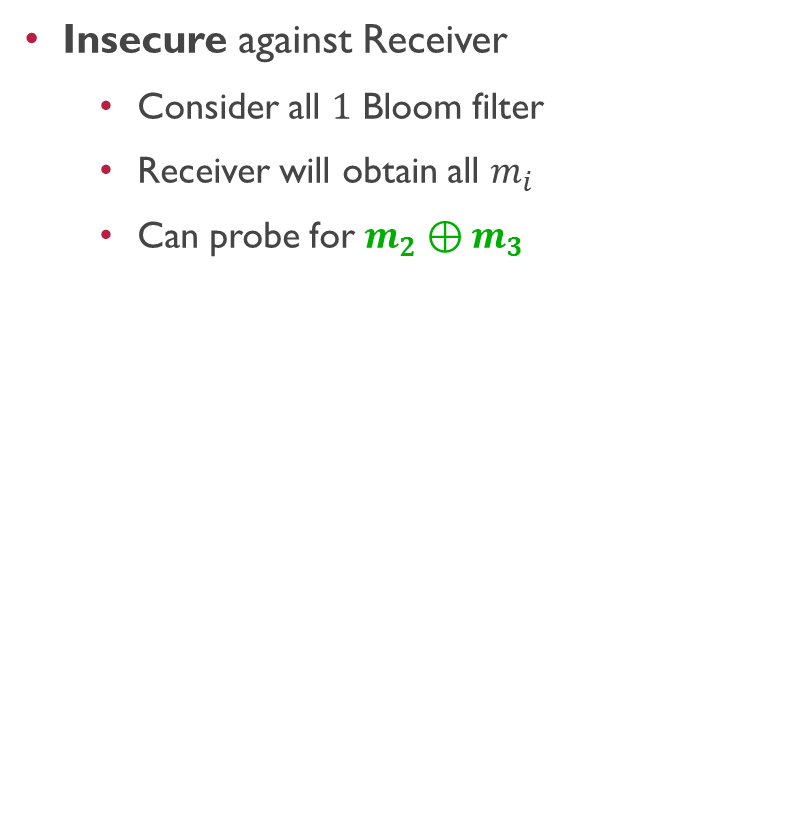 • Insecure against Receiver
• Consider all 1 Bloom filter
• Receiver will obtain all 𝑚ᵢ
• Can probe for 𝒎₂ ⊕ 𝒎₃